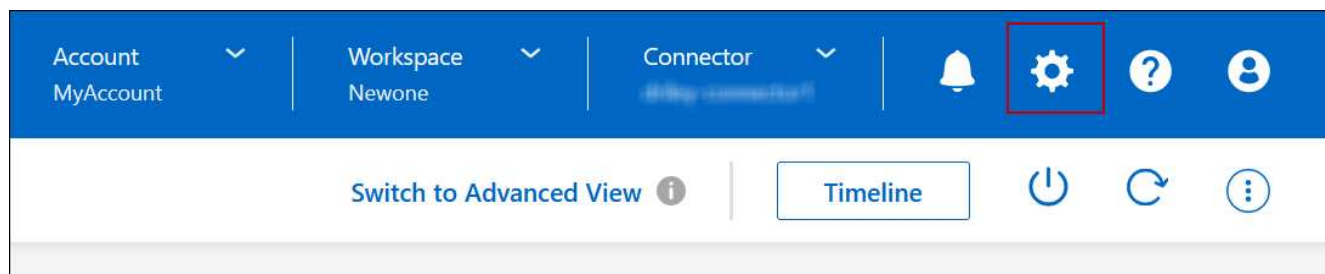 Account
MyAccount
Workspace
Newone
Connector
Switch to Advanced View
Timeline